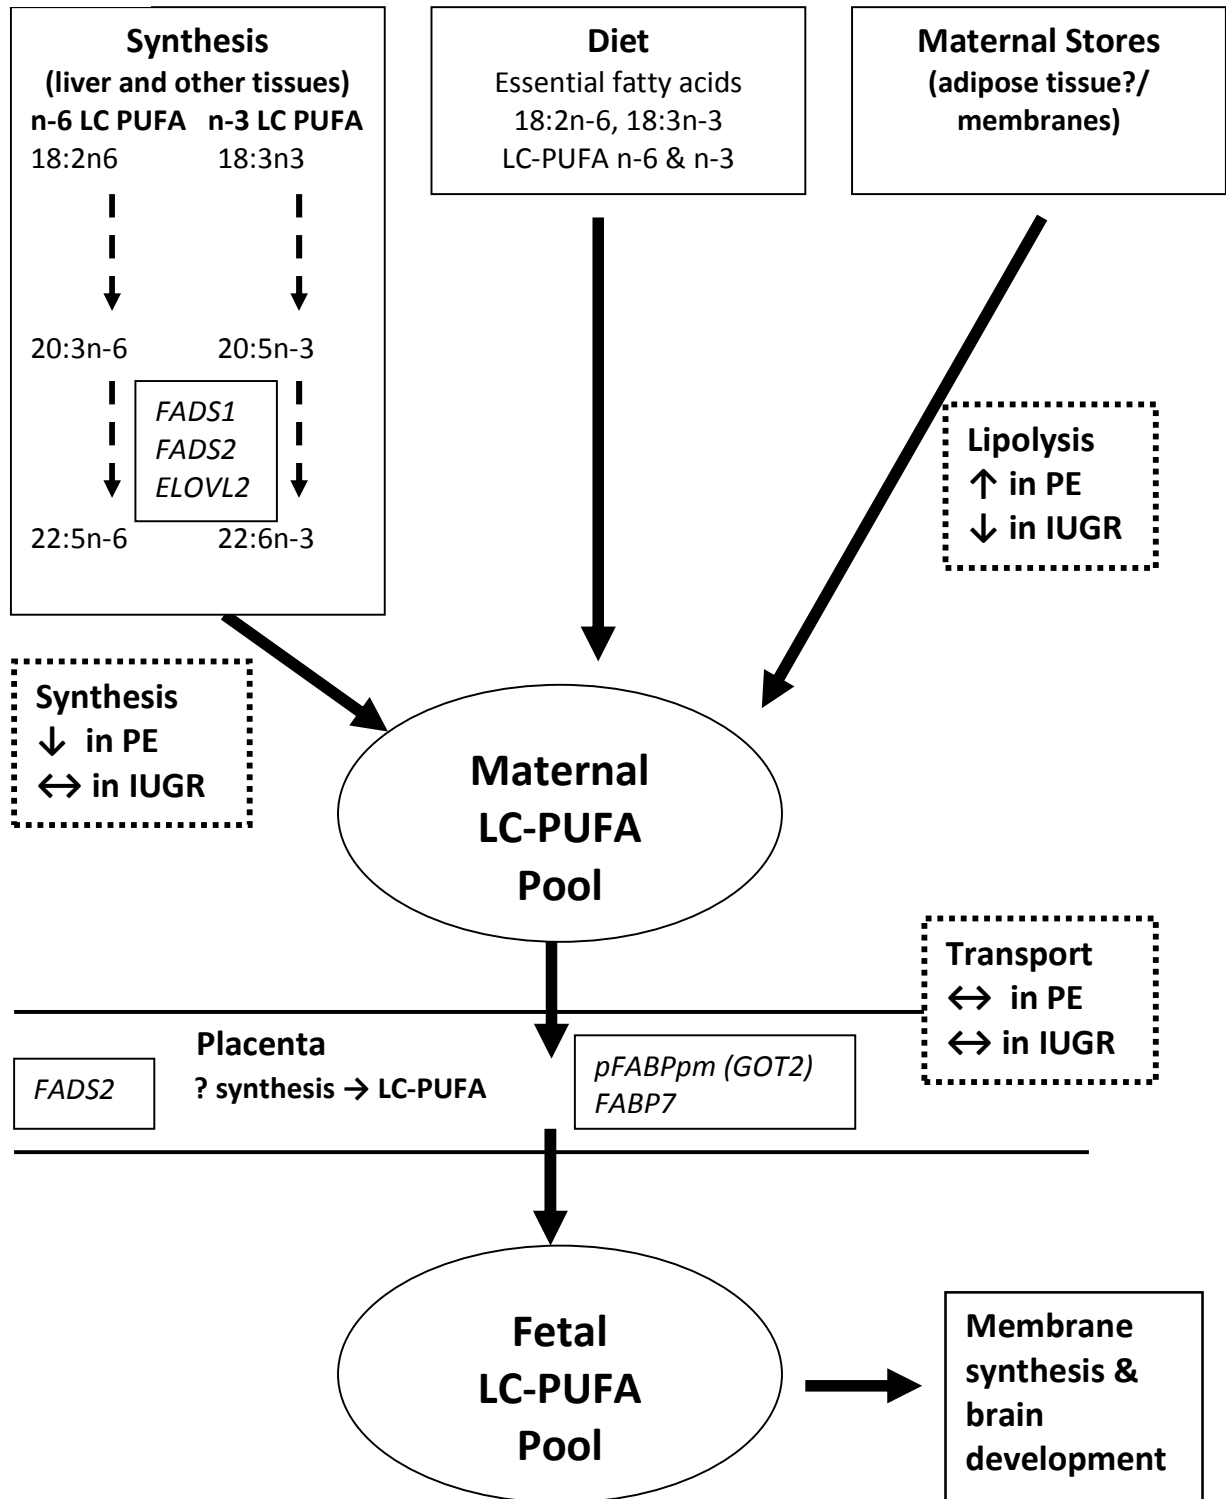 Synthesis
(liver and other tissues)
n-6 LC PUFA n-3 LC PUFA
18:2n6 18:3n3
20:3n-6 20:5n-3
FADS1
FADS2
ELOVL2
22:5n-6 22:6n-3
Diet
Essential fatty acids
18:2n-6, 18:3n-3
LC-PUFA n-6 & n-3
Maternal Stores
(adipose tissue?/
membranes)
Lipolysis
↑ in PE
↓ in IUGR
Synthesis
↓ in PE
↔ in IUGR
Maternal
LC-PUFA
Pool
Transport
↔ in PE
↔ in IUGR
FADS2
Placenta
? synthesis → LC-PUFA
pFABPpm (GOT2)
FABP7
Fetal
LC-PUFA
Pool
Membrane
synthesis &
brain
development